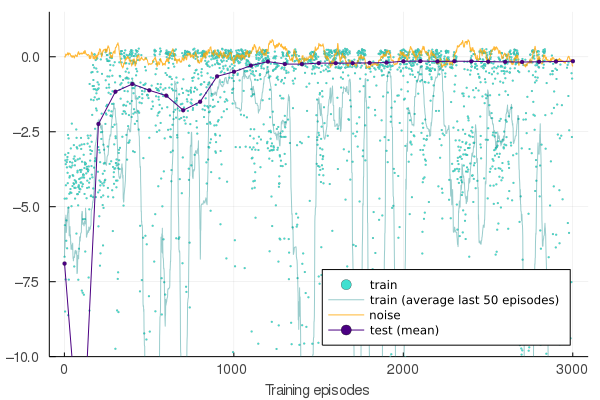 0.0
−2.5
−5.0
−7.5
−10.0
0
1000
2000
3000
Training episodes
train
train (average last 50 episodes)
noise
test (mean)